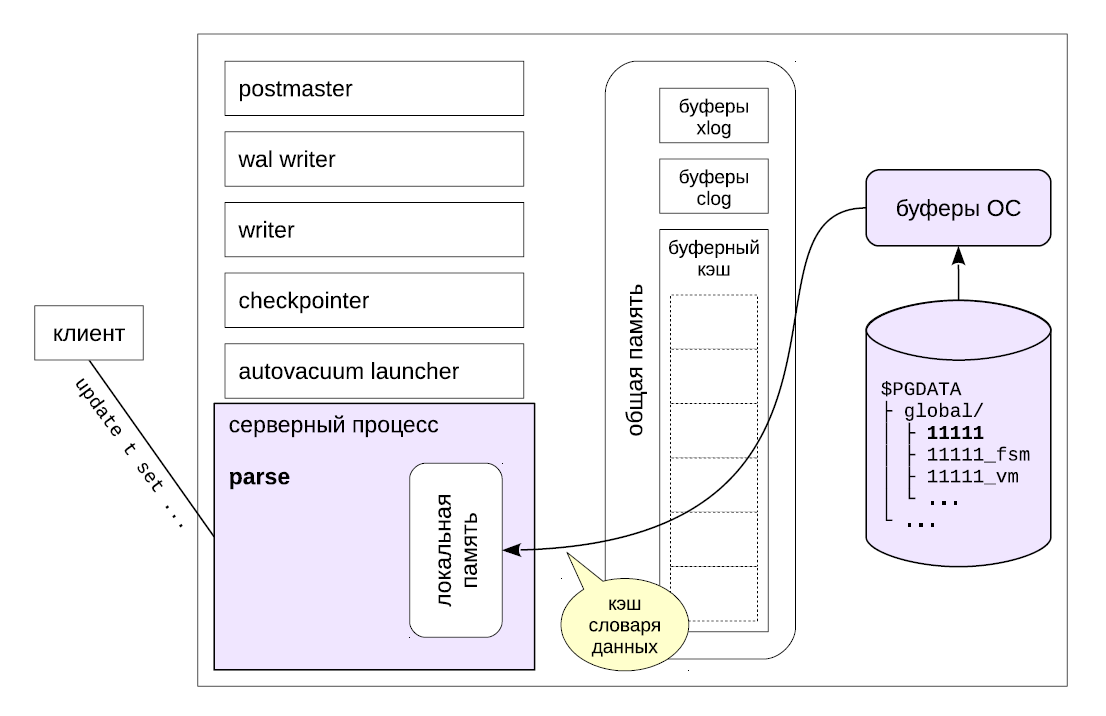 postmaster
wal writer
writer
checkpointer
autovacuum launcher
клиент
update t set ...
серверный процесс
parse
локальная
память
общая память
буферы
xlog
буферы
clog
буферный
кэш
кэш
словаря
данных
буферы ОС
$PGDATA
global/
11111
11111_fsm
11111_vm
...
...